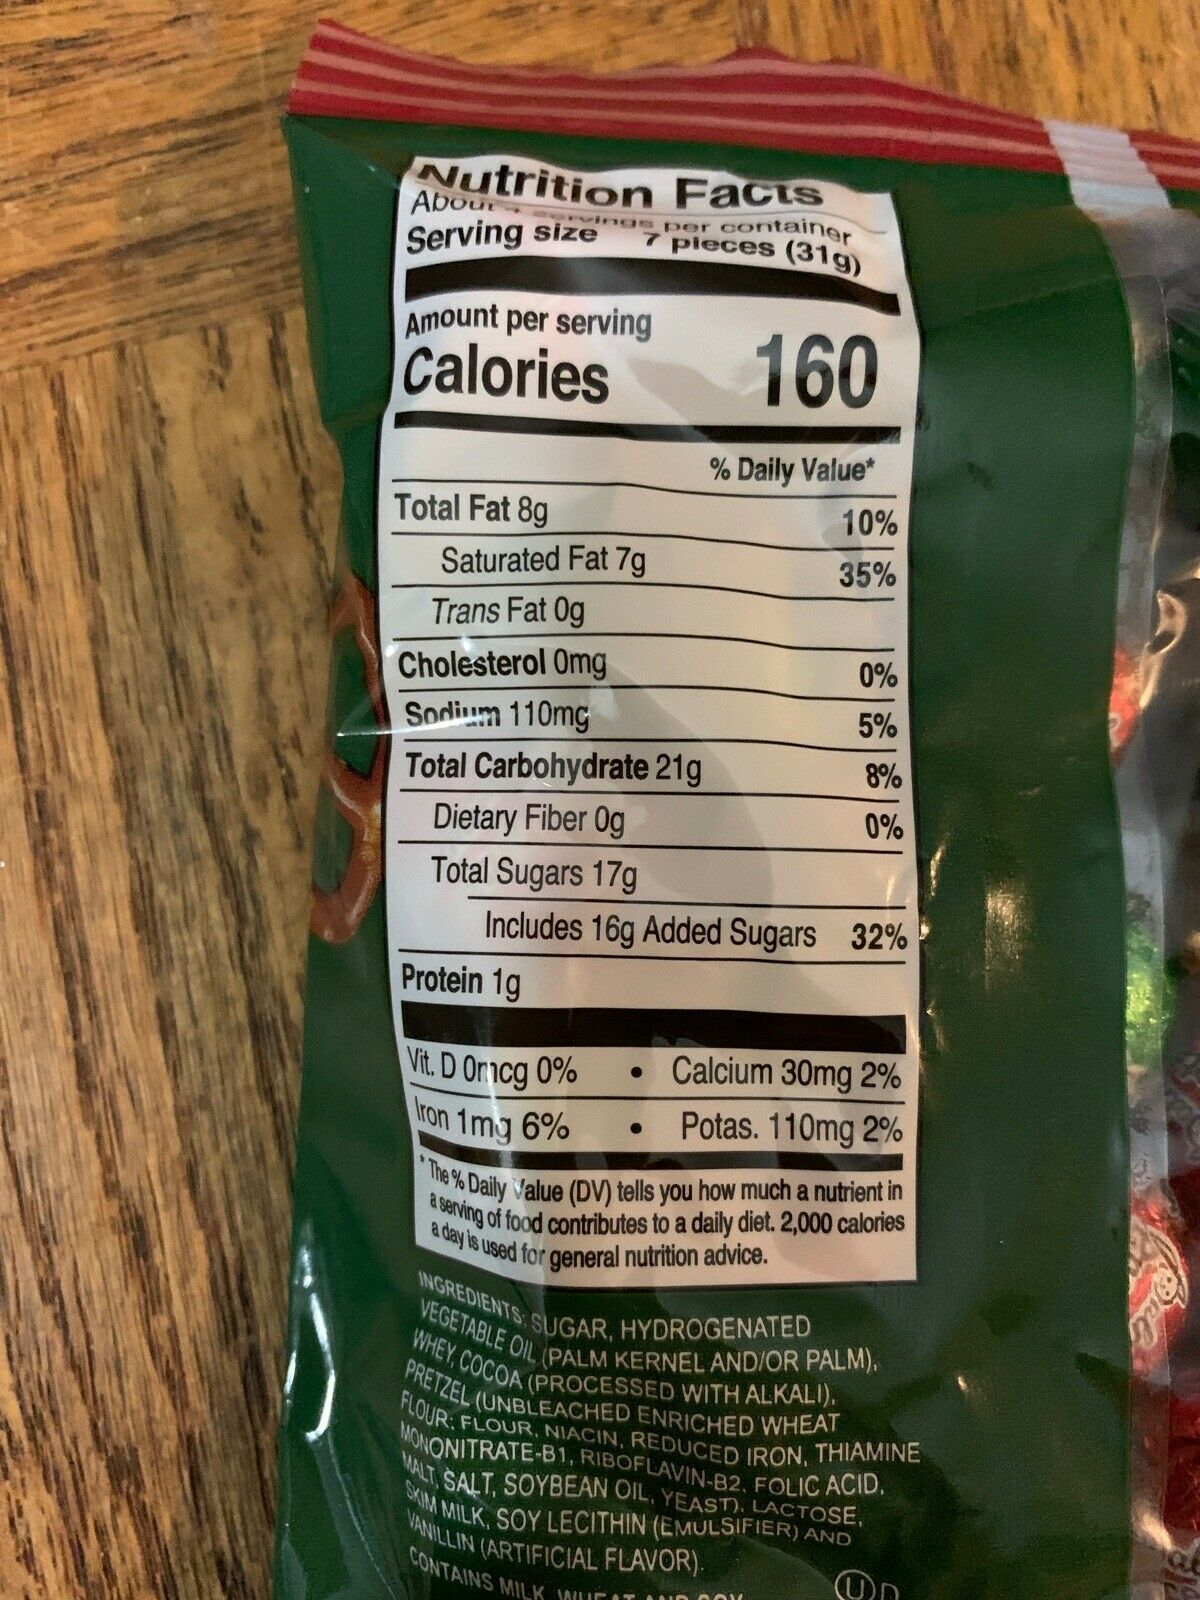 Nutrition Facts
About servings per container
Serving size 7 pieces (31g)
Amount per serving
Calories 160
% Daily Value*
Total Fat 8g 10%
Saturated Fat 7g 35%
Trans Fat 0g
Cholesterol 0mg 0%
Sodium 110mg 5%
Total Carbohydrate 21g 8%
Dietary Fiber 0g 0%
Total Sugars 17g
Includes 16g Added Sugars 32%
Protein 1g
Vit. D 0mcg 0% • Calcium 30mg 2%
Iron 1mg 6% • Potas. 110mg 2%
* The % Daily Value (DV) tells you how much a nutrient in
a serving of food contributes to a daily diet. 2,000 calories
a day is used for general nutrition advice.
INGREDIENTS: SUGAR, HYDROGENATED
VEGETABLE OIL (PALM KERNEL AND/OR PALM),
WHEY, COCOA (PROCESSED WITH ALKALI),
PRETZEL (UNBLEACHED ENRICHED WHEAT
FLOUR: FLOUR, NIACIN, REDUCED IRON, THIAMINE
MONONITRATE-B1, RIBOFLAVIN-B2, FOLIC ACID,
MALT, SALT, SOYBEAN OIL, YEAST), LACTOSE,
SKIM MILK, SOY LECITHIN (EMULSIFIER) AND
VANILLIN (ARTIFICIAL FLAVOR).
CONTAINS MILK, WHEAT AND SOY
U D